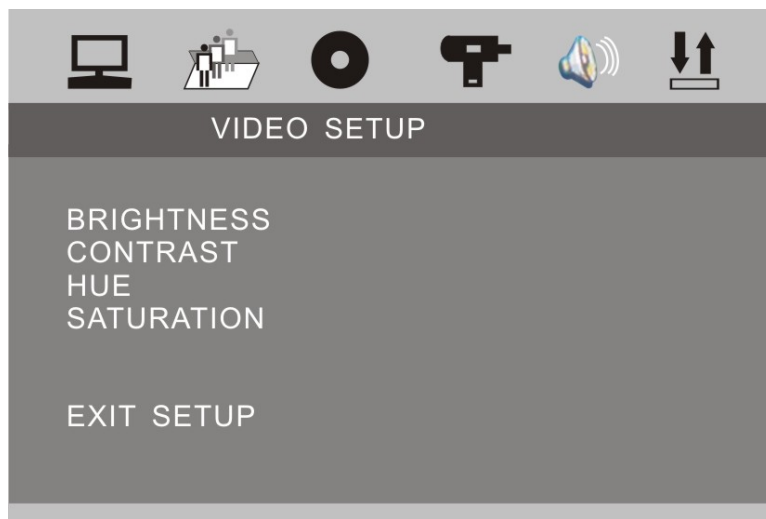 VIDEO SETUP
BRIGHTNESS
CONTRAST
HUE
SATURATION
EXIT SETUP